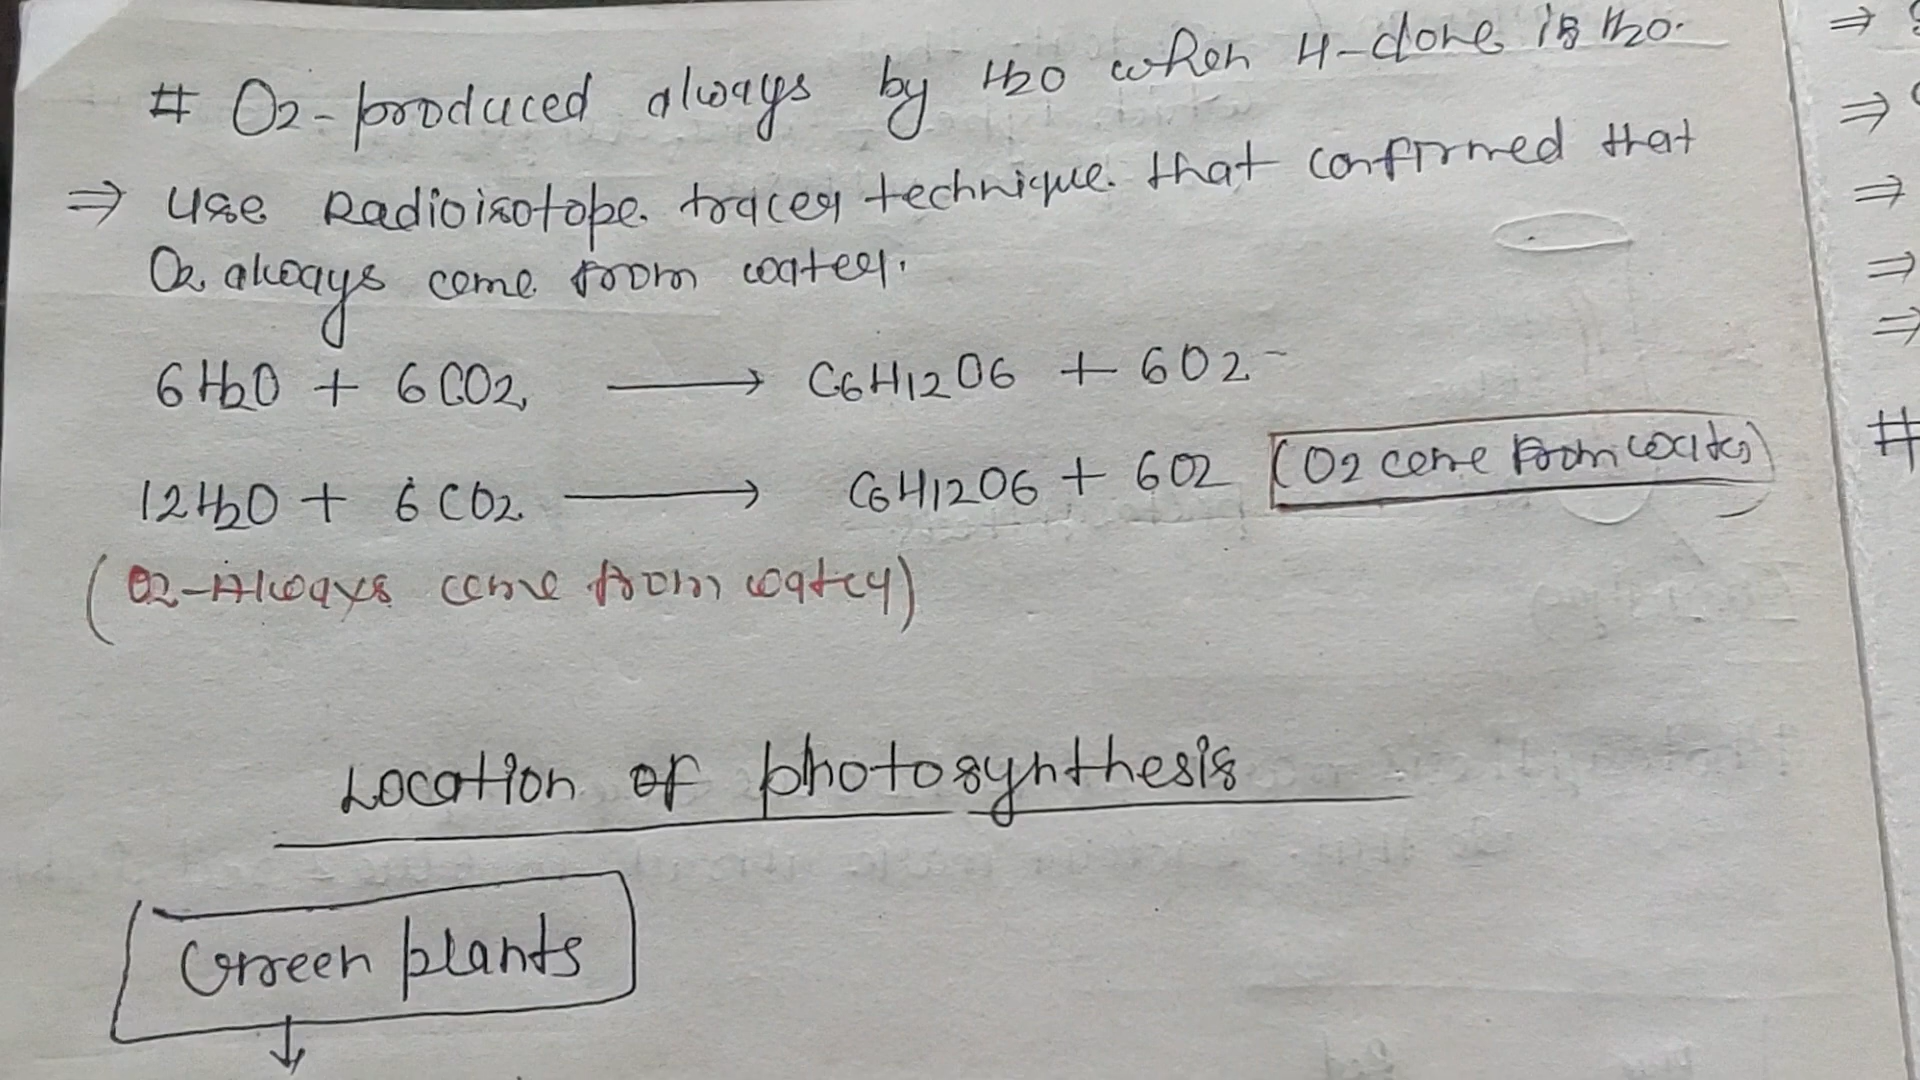 # O2-produced always by H2O when H-done is H2O.
⇒ Use Radioisotope tracer technique that confirmed that
O2 always come from water.
6H2O + 6CO2 ⟶ C6H12O6 + 6O2
12H2O + 6CO2 ⟶ C6H12O6 + 6O2 (O2 come from water)
(O2-Always come from water)
Location of photosynthesis
Green plants
↓
⇒
⇒
⇒
⇒
⇒
#